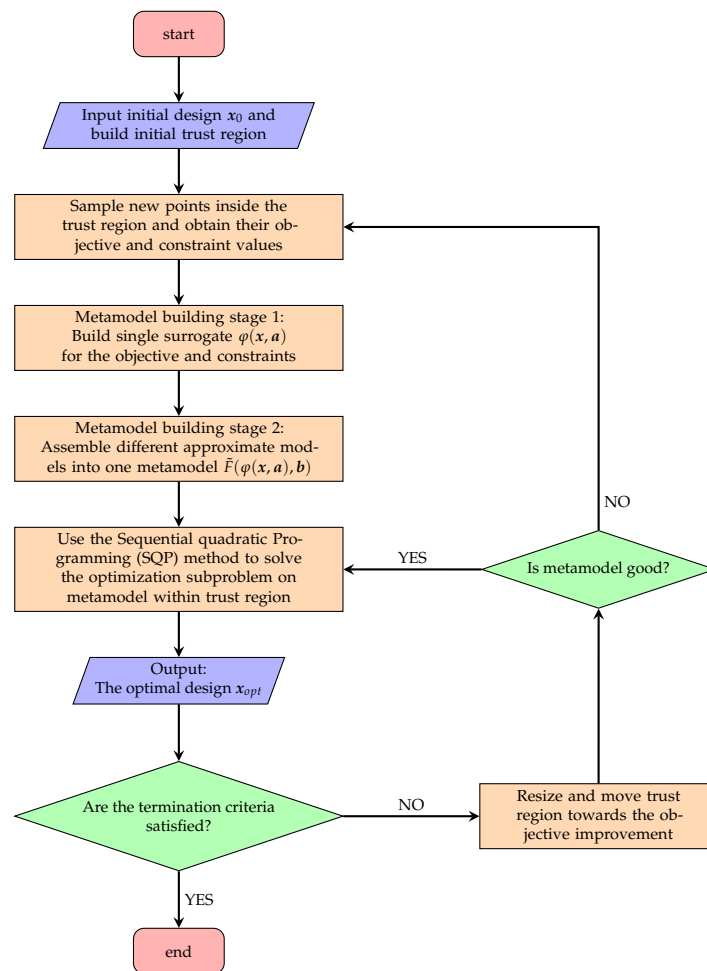 start
Input initial design x₀ and
build initial trust region
Sample new points inside the
trust region and obtain their ob-
jective and constraint values
Metamodel building stage 1:
Build single surrogate φ(x, a)
for the objective and constraints
Metamodel building stage 2:
Assemble different approximate mod-
els into one metamodel F̃(φ(x, a), b)
NO
Use the Sequential quadratic Pro-
gramming (SQP) method to solve
the optimization subproblem on
metamodel within trust region
YES
Is metamodel good?
Output:
The optimal design xₒₚₜ
Are the termination criteria
satisfied?
NO
Resize and move trust
region towards the ob-
jective improvement
YES
end